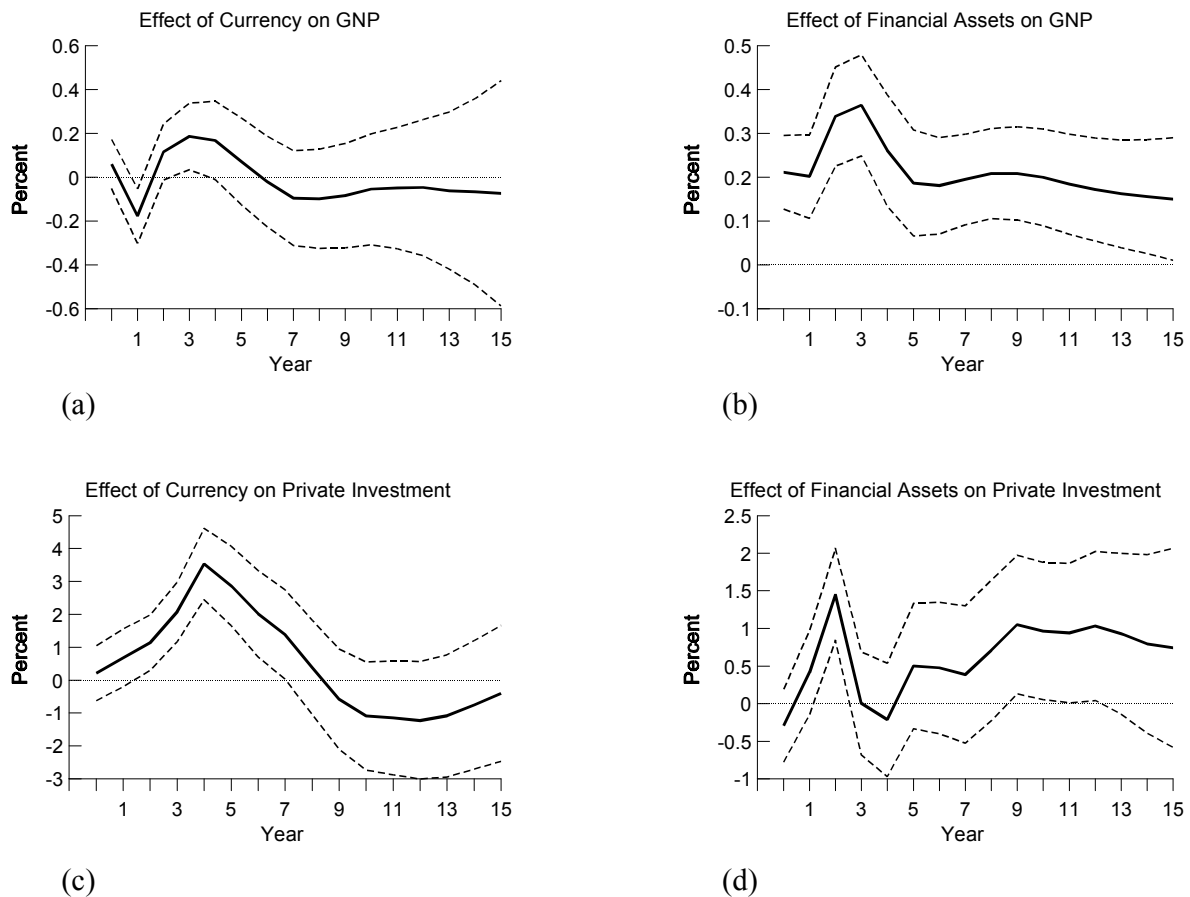 Effect of Currency on GNP
0.6
0.4
0.2
0
-0.2
-0.4
-0.6
Percent
1 3 5 7 9 11 13 15
Year
(a)
Effect of Financial Assets on GNP
0.5
0.4
0.3
0.2
0.1
0
-0.1
Percent
1 3 5 7 9 11 13 15
Year
(b)
Effect of Currency on Private Investment
5
4
3
2
1
0
-1
-2
-3
Percent
1 3 5 7 9 11 13 15
Year
(c)
Effect of Financial Assets on Private Investment
2.5
2
1.5
1
0.5
0
-0.5
-1
Percent
1 3 5 7 9 11 13 15
Year
(d)